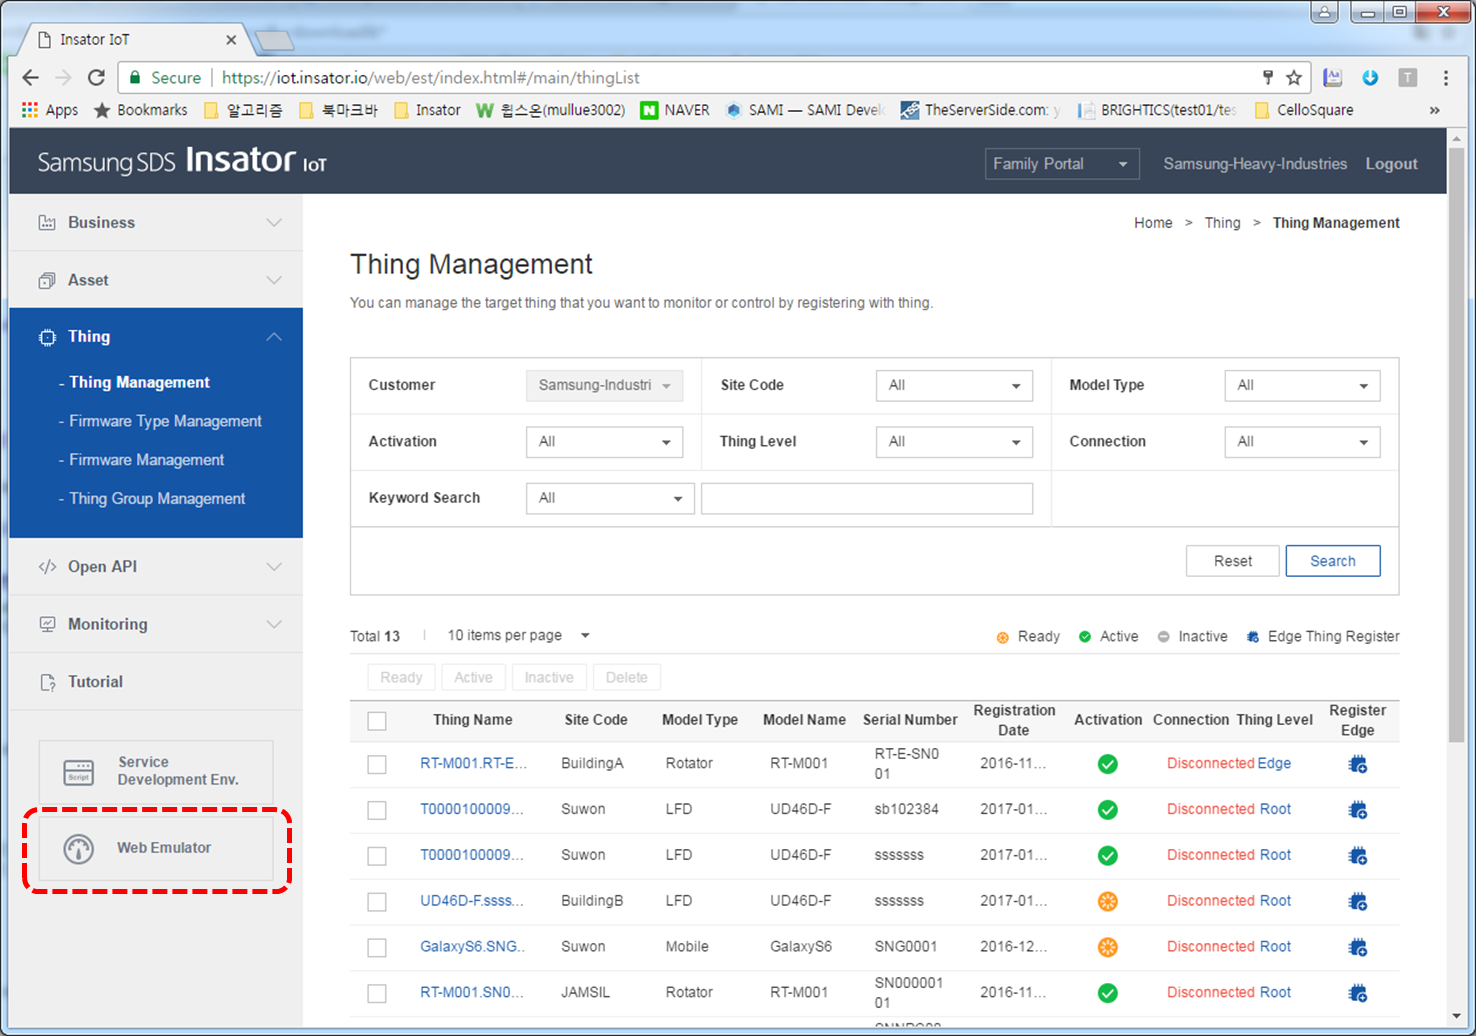 Insator IoT
Secure
https://iot.insator.io/web/est/index.html#/main/thingList
T
Apps
Bookmarks
알고리즘
북마크바
Insator
W 윕스온(mullue3002)
N NAVER
SAMI — SAMI Devel
TheServerSide.com: y
BRIGHTICS(test01/tes
CelloSquare
»
Samsung SDS Insator IoT
Family Portal
Samsung-Heavy-Industries
Logout
Business
Asset
Thing
- Thing Management
- Firmware Type Management
- Firmware Management
- Thing Group Management
</> Open API
Monitoring
Tutorial
Script
Service
Development Env.
Web Emulator
Home > Thing > Thing Management
Thing Management
You can manage the target thing that you want to monitor or control by registering with thing.
Customer Samsung-Industri Site Code All Model Type All
Activation All Thing Level All Connection All
Keyword Search All
Reset Search
Total 13 | 10 items per page
Ready Active Inactive Edge Thing Register
Ready Active Inactive Delete
Thing Name Site Code Model Type Model Name Serial Number Registration Date Activation Connection Thing Level Register Edge
RT-M001.RT-E... BuildingA Rotator RT-M001 RT-E-SN001 2016-11... Disconnected Edge
T0000100009... Suwon LFD UD46D-F sb102384 2017-01... Disconnected Root
T0000100009... Suwon LFD UD46D-F sssssss 2017-01... Disconnected Root
UD46D-F.ssss... BuildingB LFD UD46D-F sssssss 2017-01... Disconnected Root
GalaxyS6.SNG.. Suwon Mobile GalaxyS6 SNG0001 2016-12... Disconnected Root
RT-M001.SN0... JAMSIL Rotator RT-M001 SN00000101 2016-11... Disconnected Root